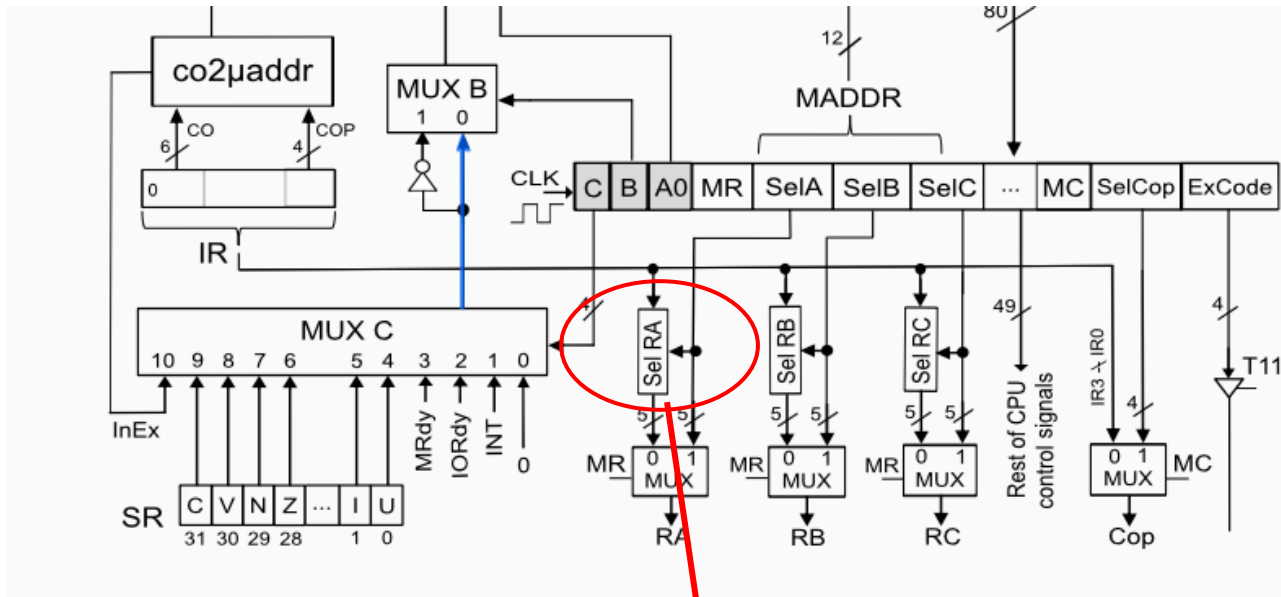 12
80
co2µaddr
MUX B
1 0
MADDR
6
CO
4
COP
0
CLK
C B A0 MR SelA SelB SelC ... MC SelCop ExCode
IR
4
MUX C
10 9 8 7 6 5 4 3 2 1 0
Sel RA
Sel RB
Sel RC
49
4
T11
InEx
MRdy
IORdy
INT
0
5
5
5
5
5
5
Rest of CPU
control signals
IR3
IR0
4
MR
0 1
MUX
MR
0 1
MUX
MR
0 1
MUX
0 1
MUX
MC
SR
C V N Z ... I U
31 30 29 28 1 0
RA
RB
RC
Cop